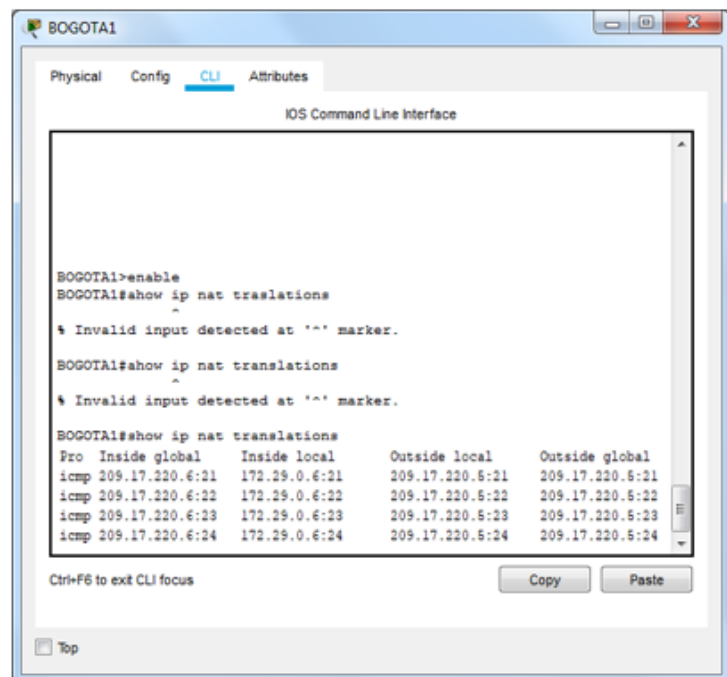 BOGOTA1
Physical Config CLI Attributes
IOS Command Line Interface
BOGOTA1>enable
BOGOTA1#ahow ip nat traslations
^
% Invalid input detected at '^' marker.
BOGOTA1#ahow ip nat translations
^
% Invalid input detected at '^' marker.
BOGOTA1#show ip nat translations
Pro Inside global Inside local Outside local Outside global
icmp 209.17.220.6:21 172.29.0.6:21 209.17.220.5:21 209.17.220.5:21
icmp 209.17.220.6:22 172.29.0.6:22 209.17.220.5:22 209.17.220.5:22
icmp 209.17.220.6:23 172.29.0.6:23 209.17.220.5:23 209.17.220.5:23
icmp 209.17.220.6:24 172.29.0.6:24 209.17.220.5:24 209.17.220.5:24
Ctrl+F6 to exit CLI focus
Copy Paste
Top